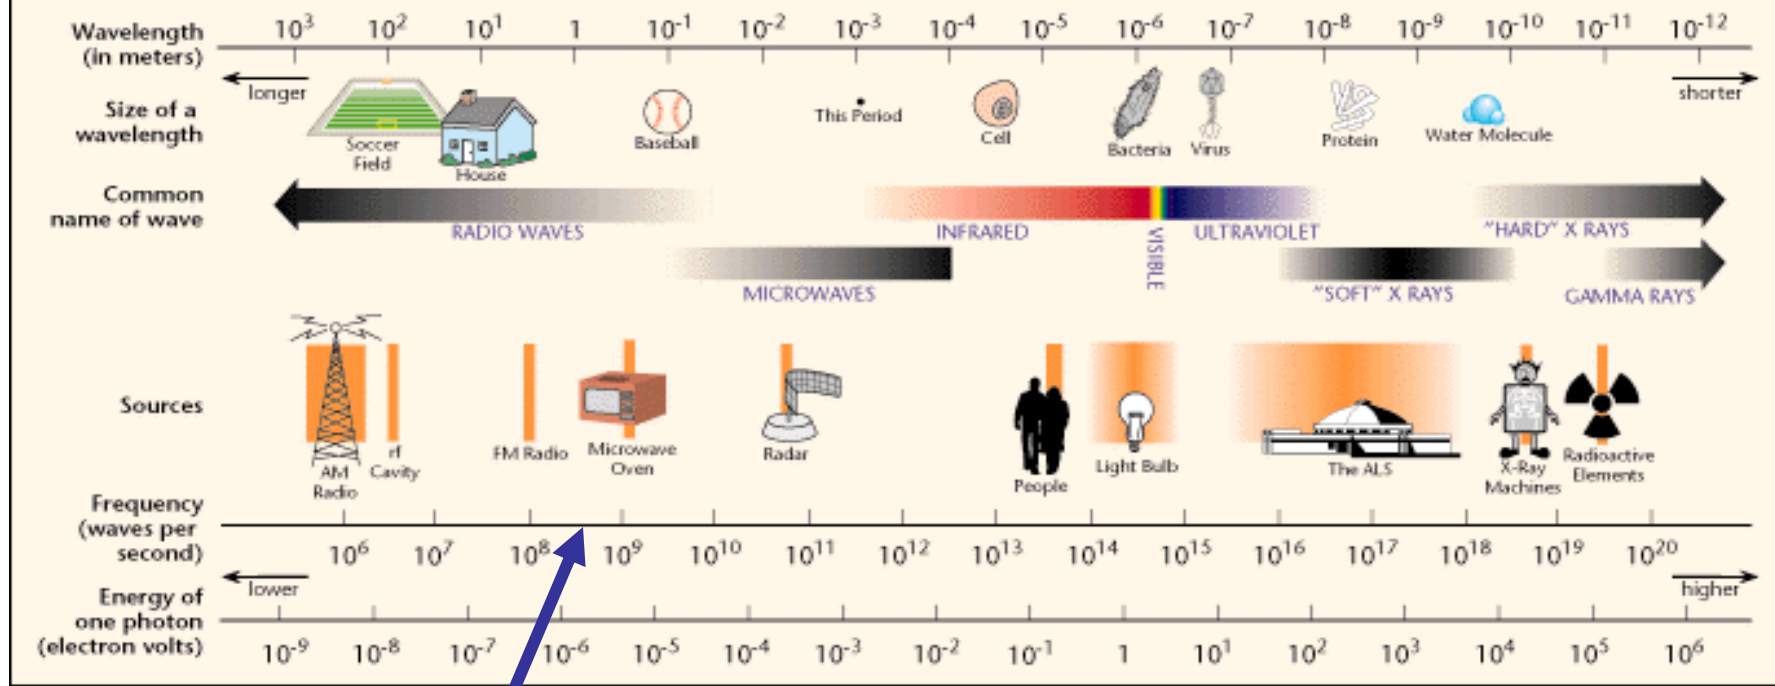 Wavelength
(in meters)
10³ 10² 10¹ 1 10⁻¹ 10⁻² 10⁻³ 10⁻⁴ 10⁻⁵ 10⁻⁶ 10⁻⁷ 10⁻⁸ 10⁻⁹ 10⁻¹⁰ 10⁻¹¹ 10⁻¹²
longer
shorter
Size of a
wavelength
Soccer
Field
House
Baseball
This Period
Cell
Bacteria
Virus
Protein
Water Molecule
Common
name of wave
RADIO WAVES
INFRARED
VISIBLE
ULTRAVIOLET
"HARD" X RAYS
MICROWAVES
"SOFT" X RAYS
GAMMA RAYS
Sources
AM
Radio
rf
Cavity
FM Radio
Microwave
Oven
Radar
People
Light Bulb
The ALS
X-Ray
Machines
Radioactive
Elements
Frequency
(waves per
second)
10⁶ 10⁷ 10⁸ 10⁹ 10¹⁰ 10¹¹ 10¹² 10¹³ 10¹⁴ 10¹⁵ 10¹⁶ 10¹⁷ 10¹⁸ 10¹⁹ 10²⁰
lower
higher
Energy of
one photon
(electron volts)
10⁻⁹ 10⁻⁸ 10⁻⁷ 10⁻⁶ 10⁻⁵ 10⁻⁴ 10⁻³ 10⁻² 10⁻¹ 1 10¹ 10² 10³ 10⁴ 10⁵ 10⁶